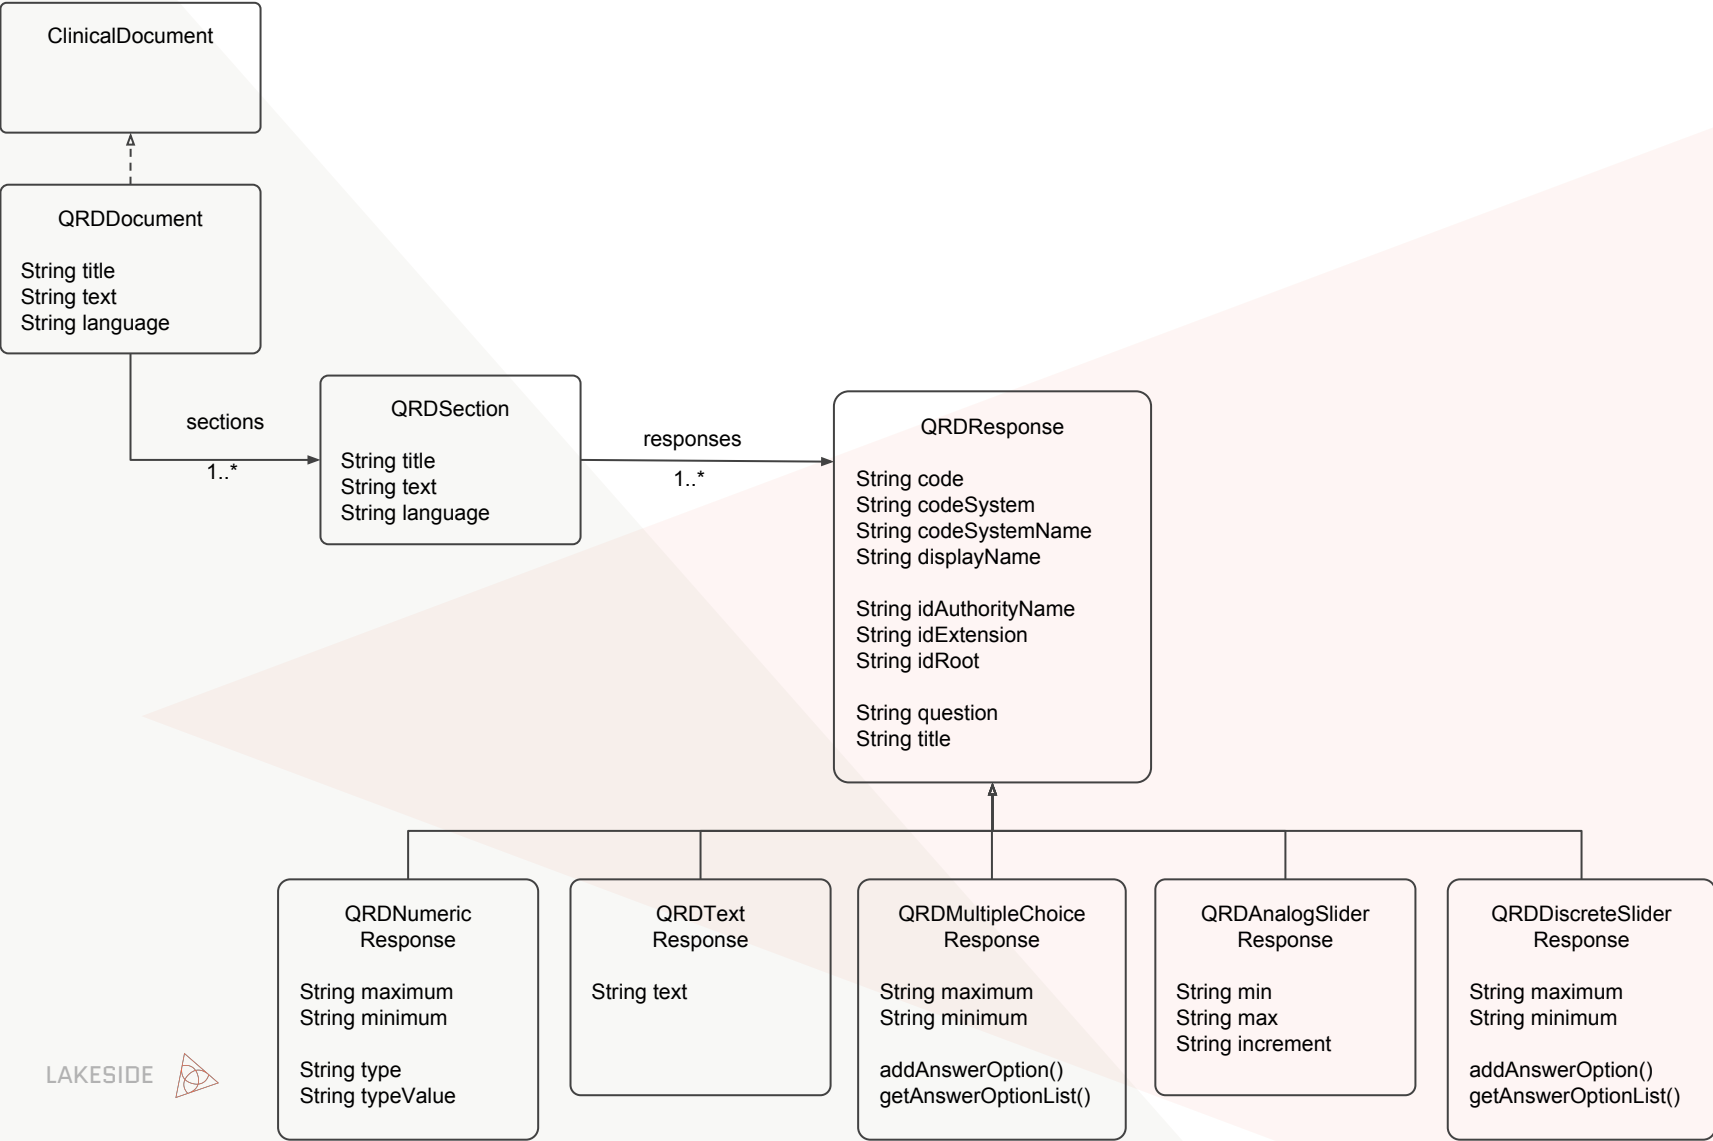 ClinicalDocument
QRDDocument
String title
String text
String language
sections
1..*
QRDSection
String title
String text
String language
responses
1..*
QRDResponse
String code
String codeSystem
String codeSystemName
String displayName
String idAuthorityName
String idExtension
String idRoot
String question
String title
QRDNumeric
Response
String maximum
String minimum
String type
String typeValue
QRDText
Response
String text
QRDMultipleChoice
Response
String maximum
String minimum
addAnswerOption()
getAnswerOptionList()
QRDAnalogSlider
Response
String min
String max
String increment
QRDDiscreteSlider
Response
String maximum
String minimum
addAnswerOption()
getAnswerOptionList()
LAKESIDE